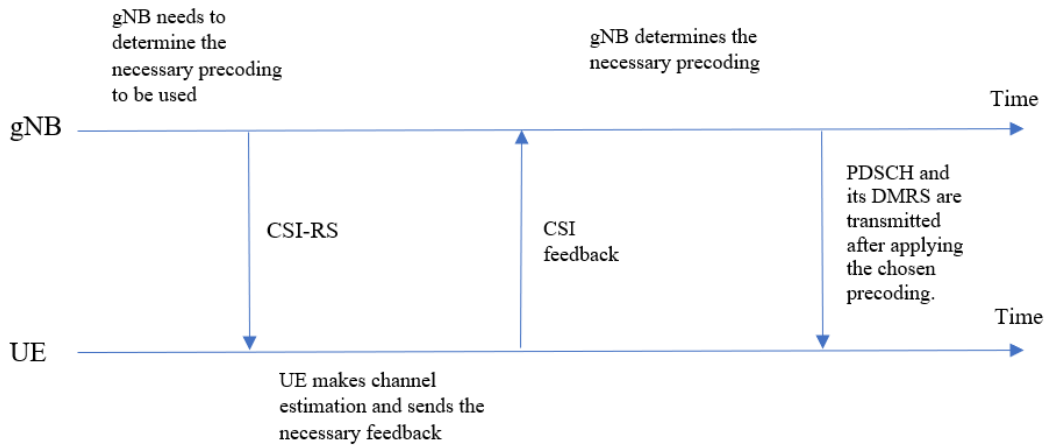 gNB needs to
determine the
necessary precoding
to be used
gNB determines the
necessary precoding
Time
gNB
CSI-RS
CSI
feedback
PDSCH and
its DMRS are
transmitted
after applying
the chosen
precoding.
Time
UE
UE makes channel
estimation and sends the
necessary feedback